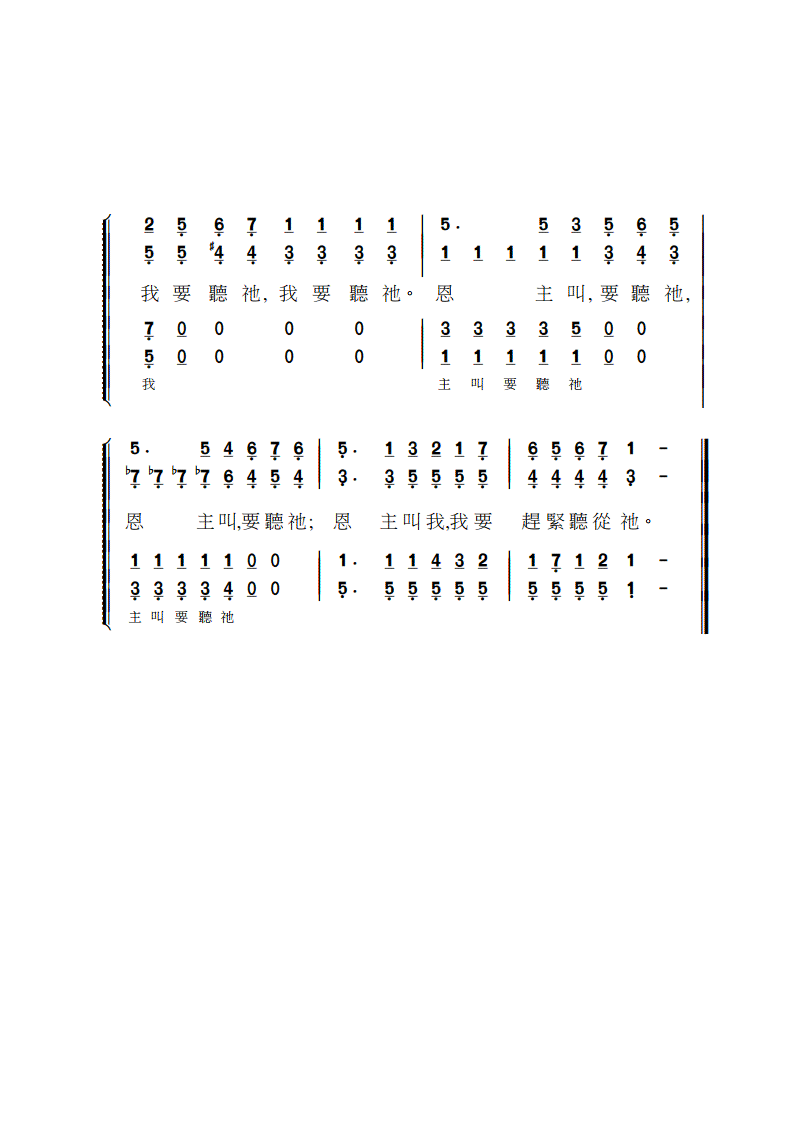 2 5 6 7 1 1 1 1 | 5 . 5 3 5 6 5
5 5 ♯4 4 3 3 3 3 | 1 1 1 1 1 3 4 3
我 要 聽 祂, 我 要 聽 祂。 恩 主 叫, 要 聽 祂,
7 0 0 0 0 | 3 3 3 3 5 0 0
5 0 0 0 0 | 1 1 1 1 1 0 0
我 主 叫 要 聽 祂
5 . 5 4 6 7 6 | 5 . 1 3 2 1 7 | 6 5 6 7 1 -
♭7 ♭7 ♭7 ♭7 6 4 5 4 | 3 . 3 5 5 5 5 | 4 4 4 4 3 -
恩 主 叫,要 聽 祂; 恩 主 叫 我,我 要 趕 緊 聽 從 祂。
1 1 1 1 1 0 0 | 1 . 1 1 4 3 2 | 1 7 1 2 1 -
3 3 3 3 4 0 0 | 5 . 5 5 5 5 5 | 5 5 5 5 1 -
主 叫 要 聽 祂